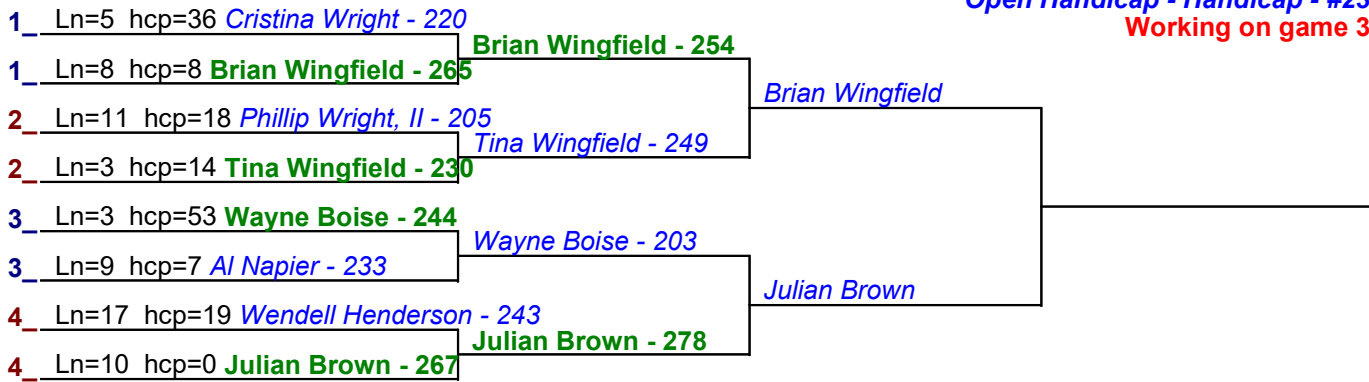 Open Handicap - Handicap - #23
Working on game 3
1_ Ln=5 hcp=36 Cristina Wright - 220
Brian Wingfield - 254
1_ Ln=8 hcp=8 Brian Wingfield - 265
Brian Wingfield
2_ Ln=11 hcp=18 Phillip Wright, II - 205
Tina Wingfield - 249
2_ Ln=3 hcp=14 Tina Wingfield - 230
3_ Ln=3 hcp=53 Wayne Boise - 244
Wayne Boise - 203
3_ Ln=9 hcp=7 Al Napier - 233
Julian Brown
4_ Ln=17 hcp=19 Wendell Henderson - 243
Julian Brown - 278
4_ Ln=10 hcp=0 Julian Brown - 267